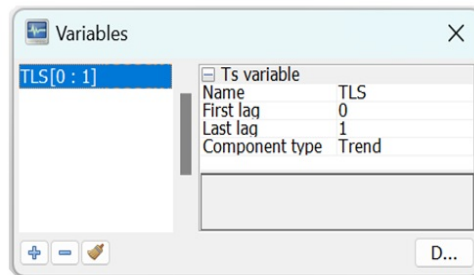 Variables
TLS[0 : 1]
Ts variable
Name TLS
First lag 0
Last lag 1
Component type Trend
D...